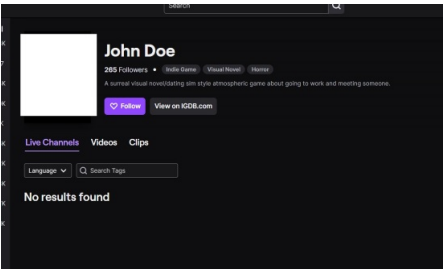 Search
John Doe
265 Followers • Indie Game Visual Novel Horror
A surreal visual novel/dating sim style atmospheric game about going to work and meeting someone.
Follow View on IGDB.com
Live Channels Videos Clips
Language Search Tags
No results found